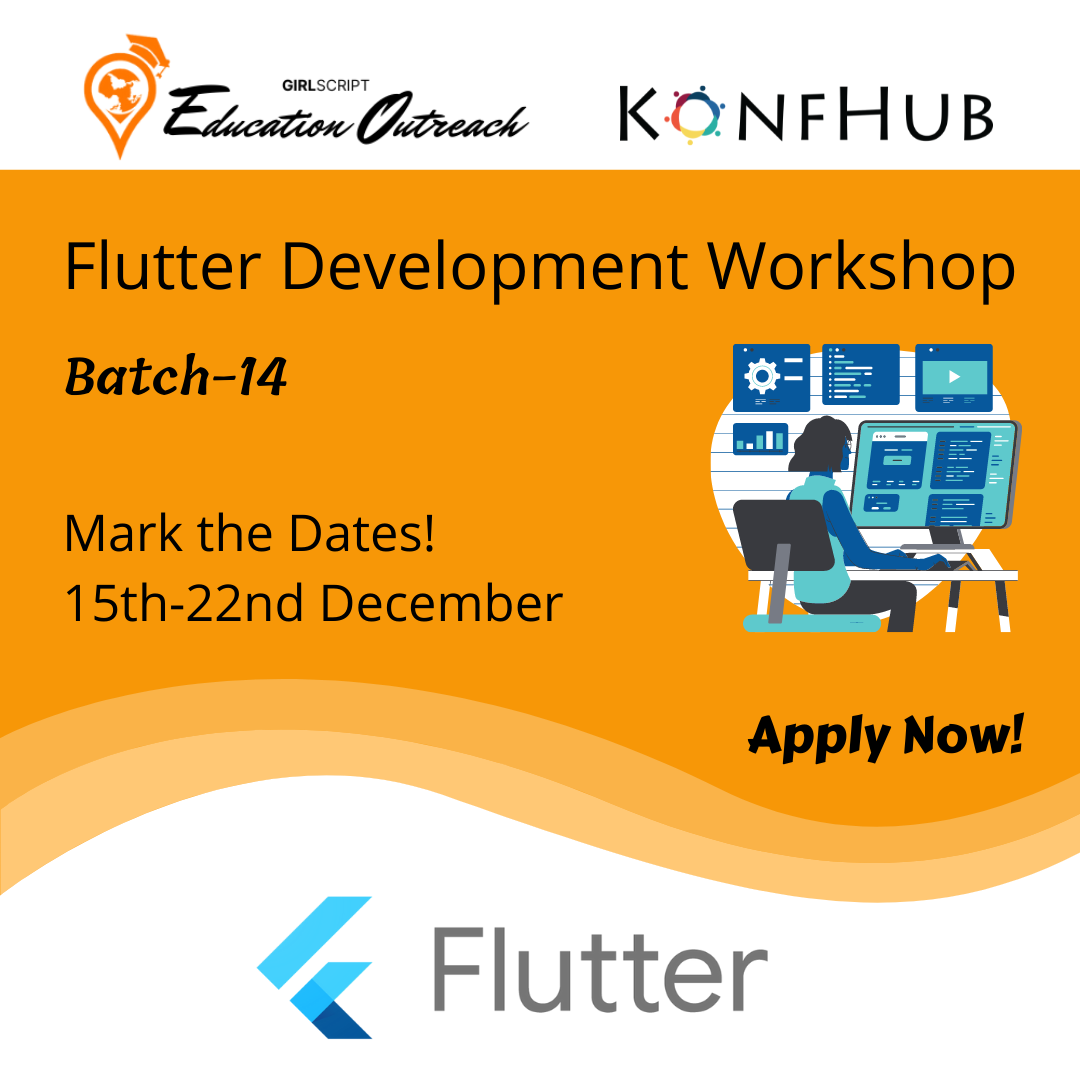 GIRLSCRIPT
Education Outreach
KONFHUB
Flutter Development Workshop
Batch-14
Mark the Dates!
15th-22nd December
Apply Now!
Flutter